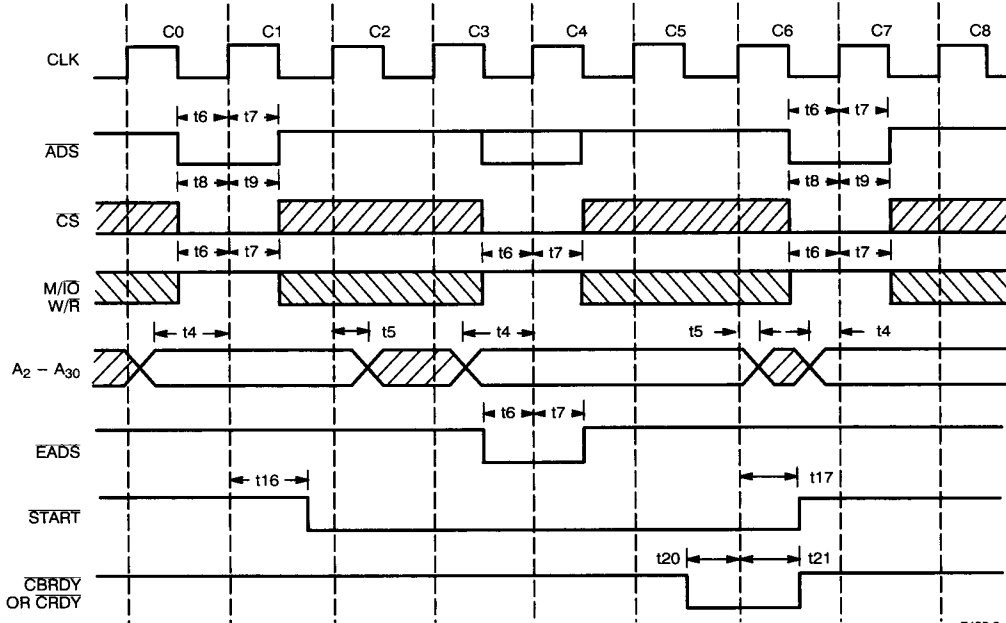 C0 C1 C2 C3 C4 C5 C6 C7 C8
CLK
t6 t7 t6 t7
ADS
t8 t9 t8 t9
CS
t6 t7 t6 t7 t6 t7
M/IO
W/R
t4 t5 t4 t5 t4
A2 – A30
t6 t7
EADS
t16 t17
START
t20 t21
CBRDY
OR CRDY